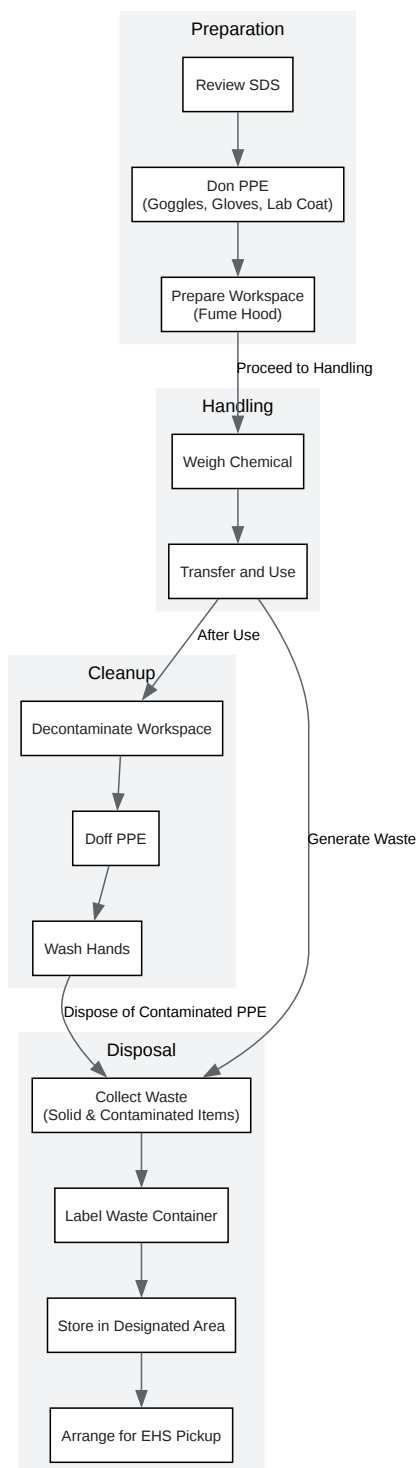 Preparation
Review SDS
Don PPE
(Goggles, Gloves, Lab Coat)
Prepare Workspace
(Fume Hood)
Proceed to Handling
Handling
Weigh Chemical
Transfer and Use
After Use
Cleanup
Decontaminate Workspace
Doff PPE
Generate Waste
Wash Hands
Dispose of Contaminated PPE
Disposal
Collect Waste
(Solid & Contaminated Items)
Label Waste Container
Store in Designated Area
Arrange for EHS Pickup